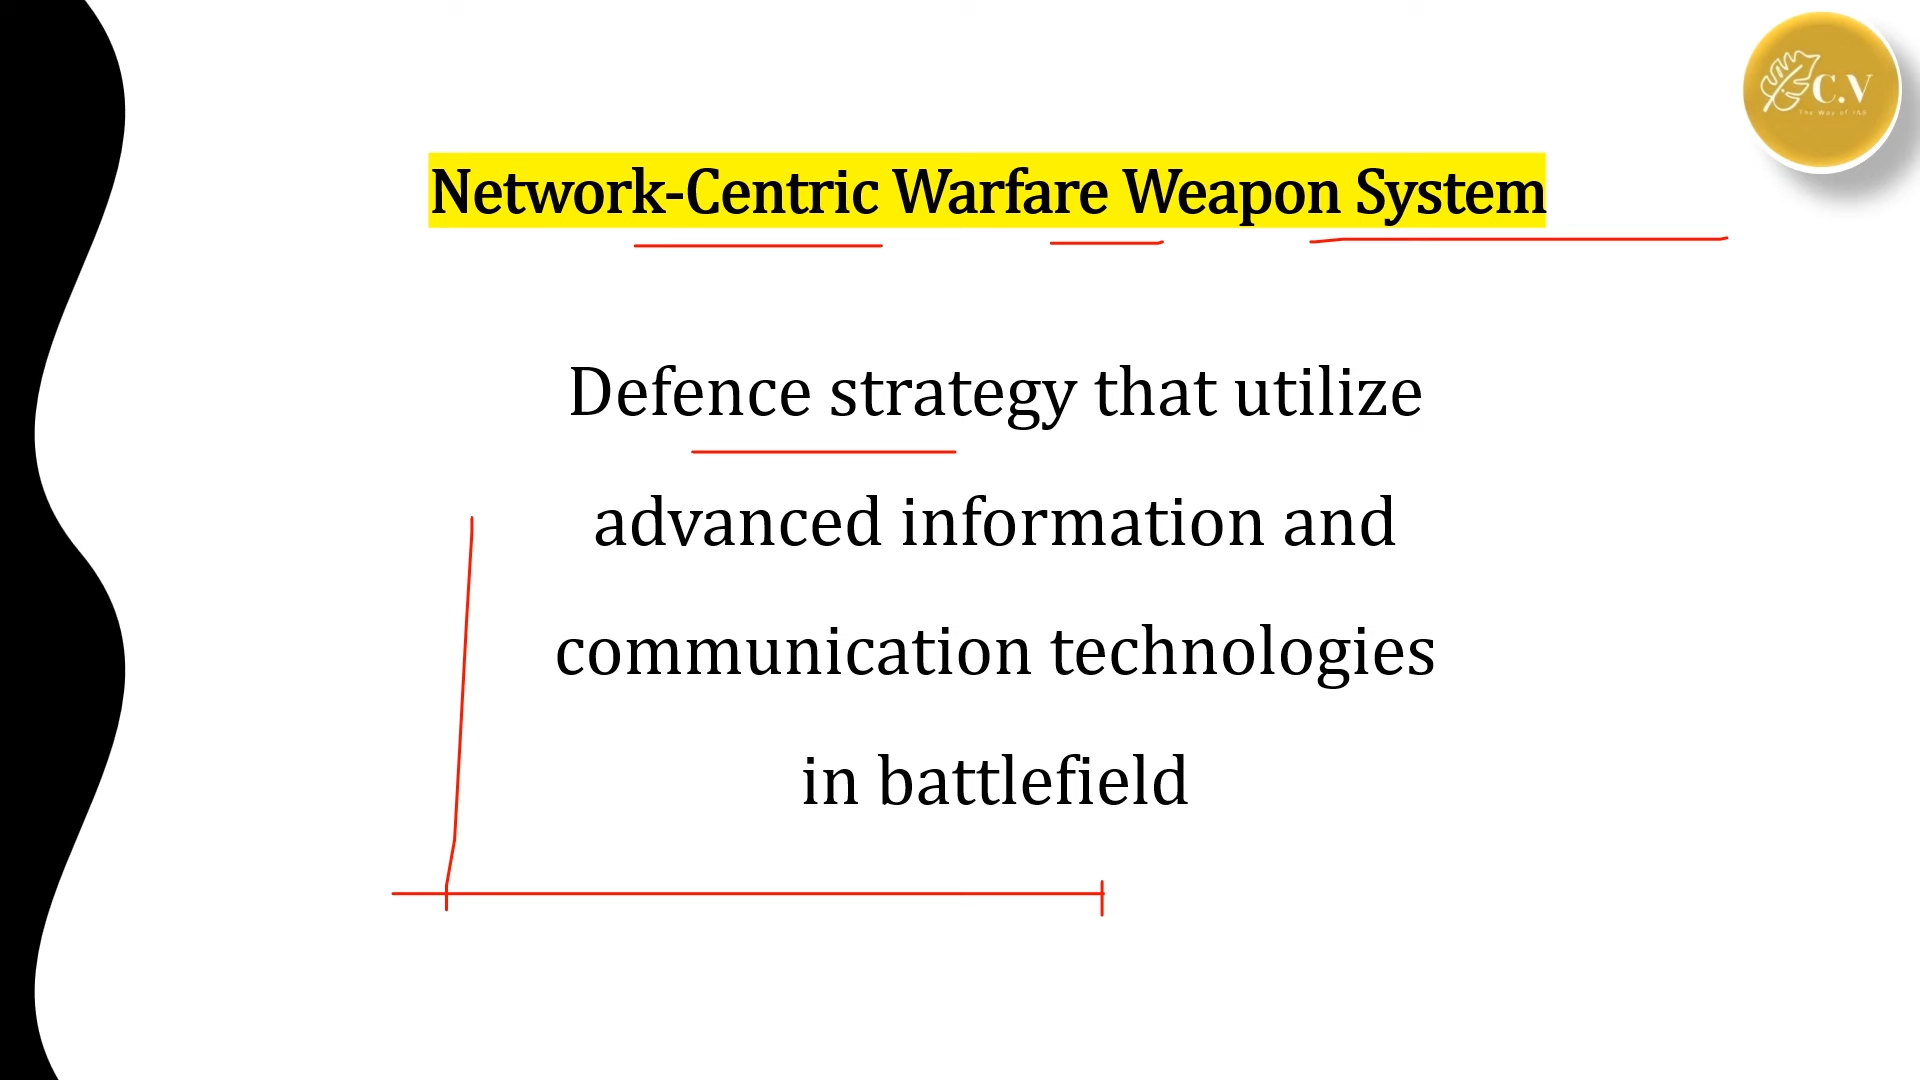 C.V
Network-Centric Warfare Weapon System
Defence strategy that utilize
advanced information and
communication technologies
in battlefield